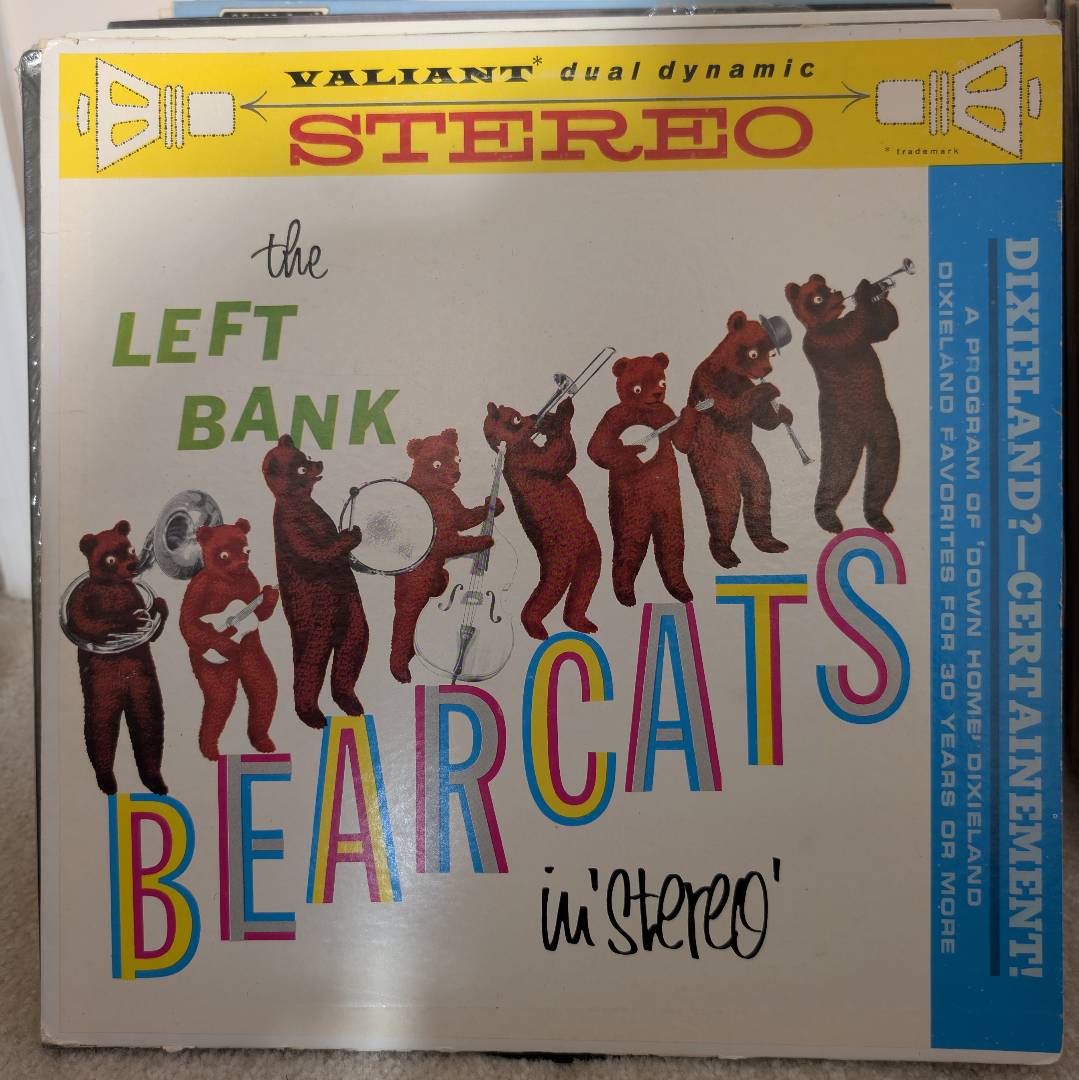 VALIANT* dual dynamic
STEREO
* trademark
the
LEFT
BANK
BEARCATS
in 'stereo'
DIXIELAND?—CERTAINEMENT!
A PROGRAM OF 'DOWN HOME' DIXIELAND
DIXIELAND FAVORITES FOR 30 YEARS OR MORE